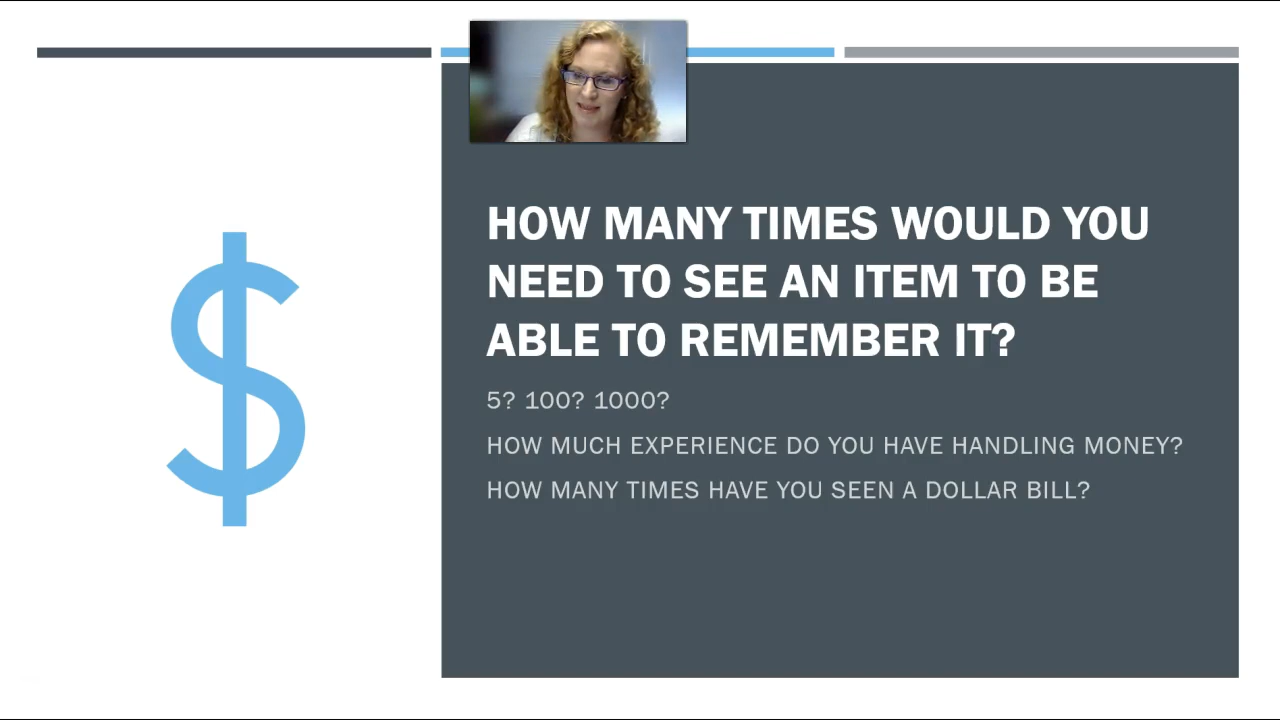 HOW MANY TIMES WOULD YOU
NEED TO SEE AN ITEM TO BE
ABLE TO REMEMBER IT?
5? 100? 1000?
HOW MUCH EXPERIENCE DO YOU HAVE HANDLING MONEY?
HOW MANY TIMES HAVE YOU SEEN A DOLLAR BILL?
$